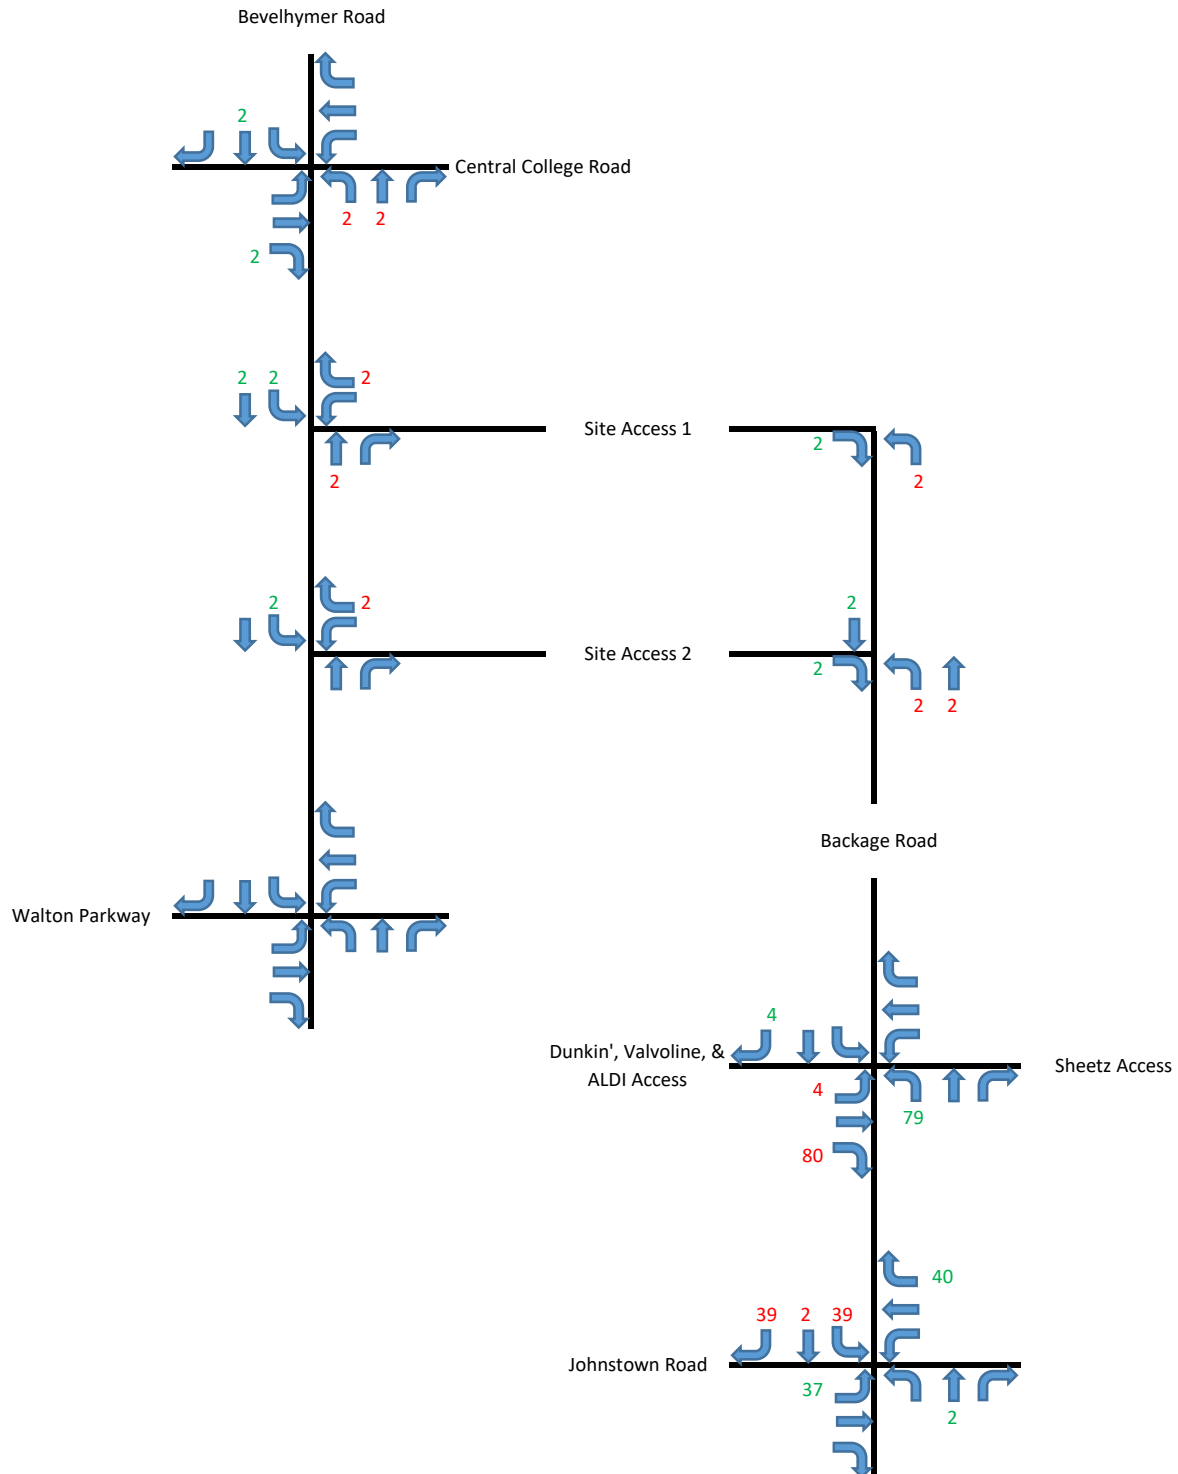 Bevelhymer Road
2
Central College Road
2 2
2
2 2 2
Site Access 1
2
2 2
2 2 2
Site Access 2
2
2 2
Backage Road
Walton Parkway
4
Dunkin', Valvoline, &
ALDI Access
Sheetz Access
4
79
80
40
39 2 39
Johnstown Road
37
2